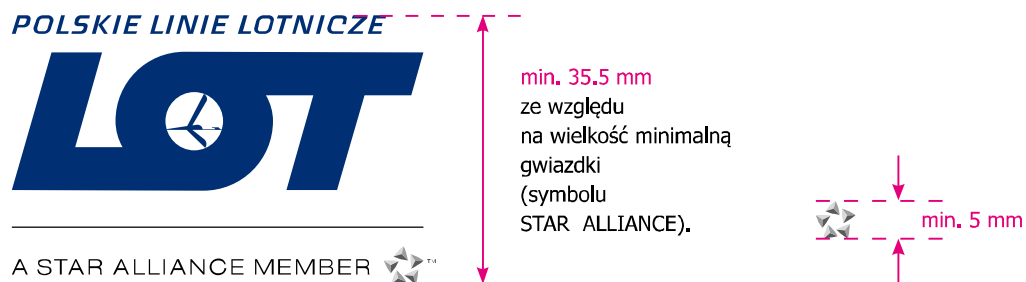 POLSKIE LINIE LOTNICZE
LOT
A STAR ALLIANCE MEMBER ™
min. 35.5 mm
ze względu
na wielkość minimalną
gwiazdki
(symbolu
STAR ALLIANCE).
min. 5 mm